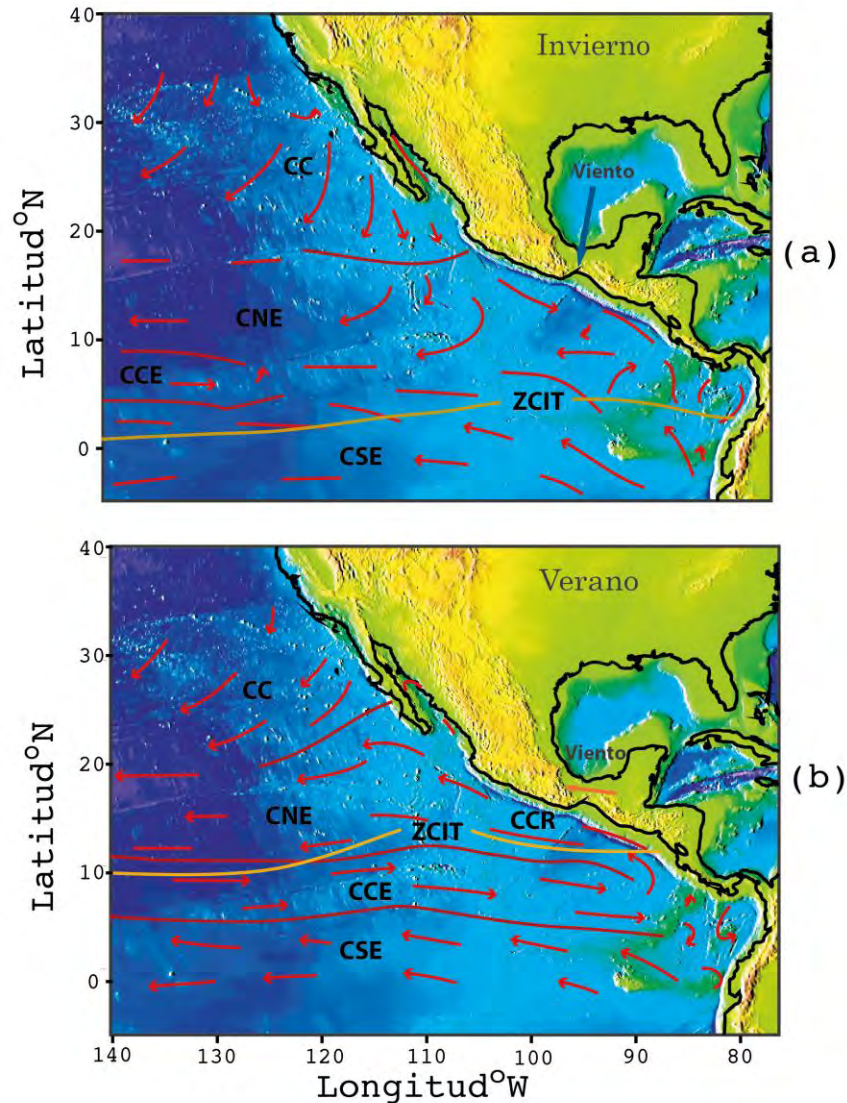 40
30
20
10
0
Latitud°N
Invierno
Viento
CC
CNE
CCE
ZCIT
CSE
(a)
40
30
20
10
0
Latitud°N
Verano
Viento
CC
CNE
ZCIT
CCR
CCE
CSE
(b)
140 130 120 110 100 90 80
Longitud°W